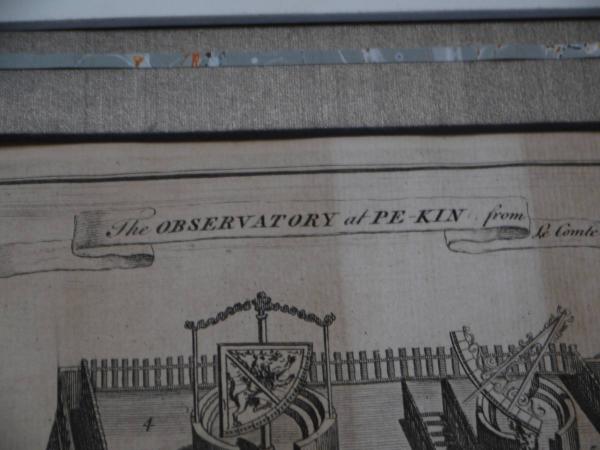 The OBSERVATORY at PE-KIN, from Le Comte
4